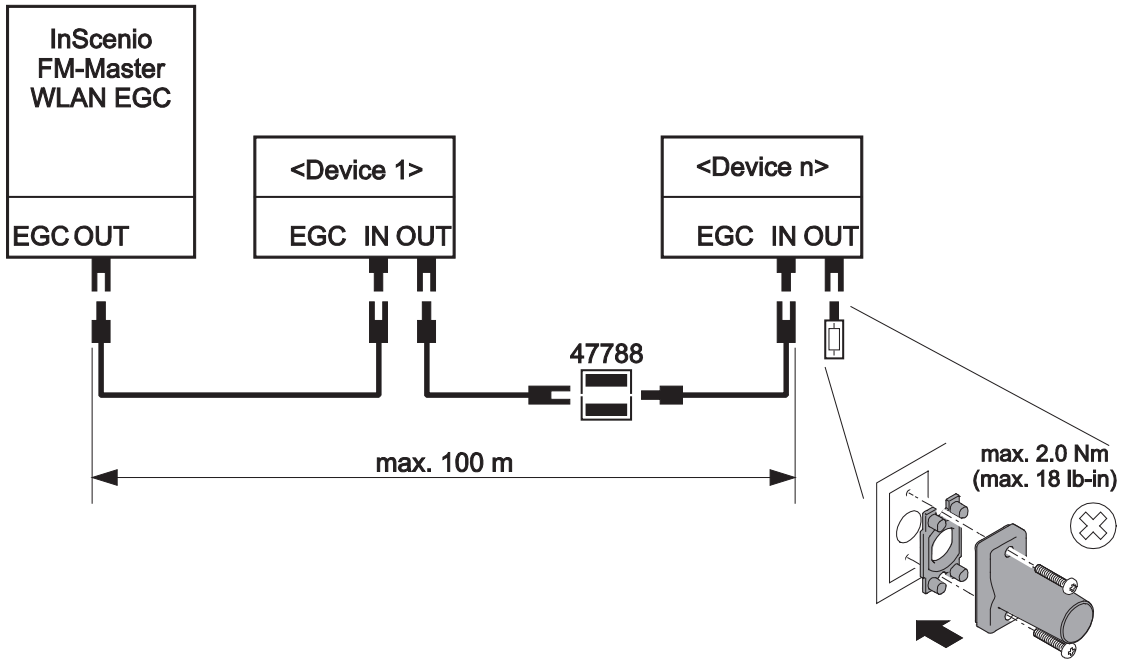 InScenio
FM-Master
WLAN EGC
EGC OUT
<Device 1>
EGC IN OUT
<Device n>
EGC IN OUT
47788
max. 100 m
max. 2.0 Nm
(max. 18 lb-in)